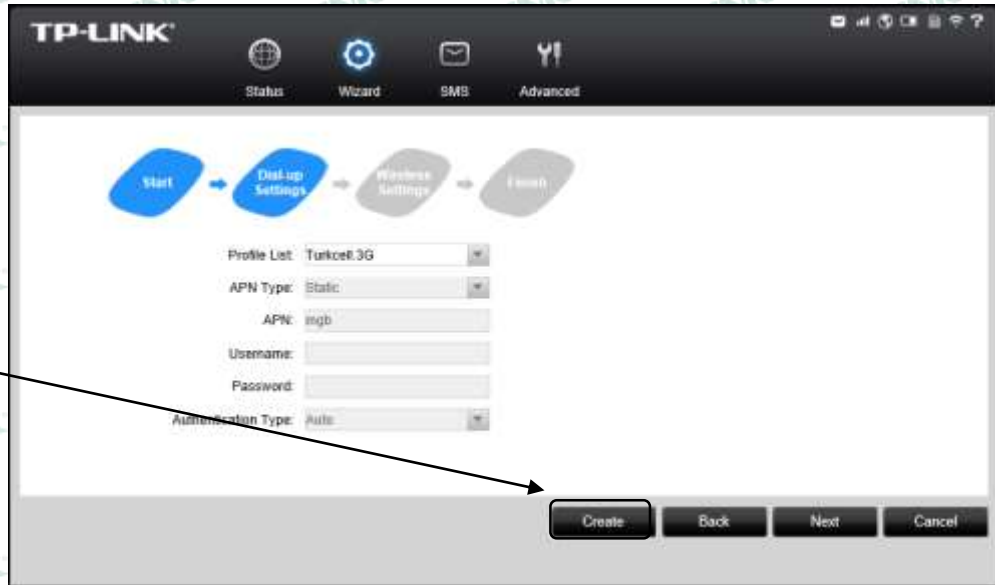 TP-LINK
Status Wizard SMS Advanced
Start Dial-up Settings Wireless Settings Finish
Profile List: Turkcell.3G
APN Type: Static
APN: mgb
Username:
Password:
Authentication Type: Auto
Create Back Next Cancel